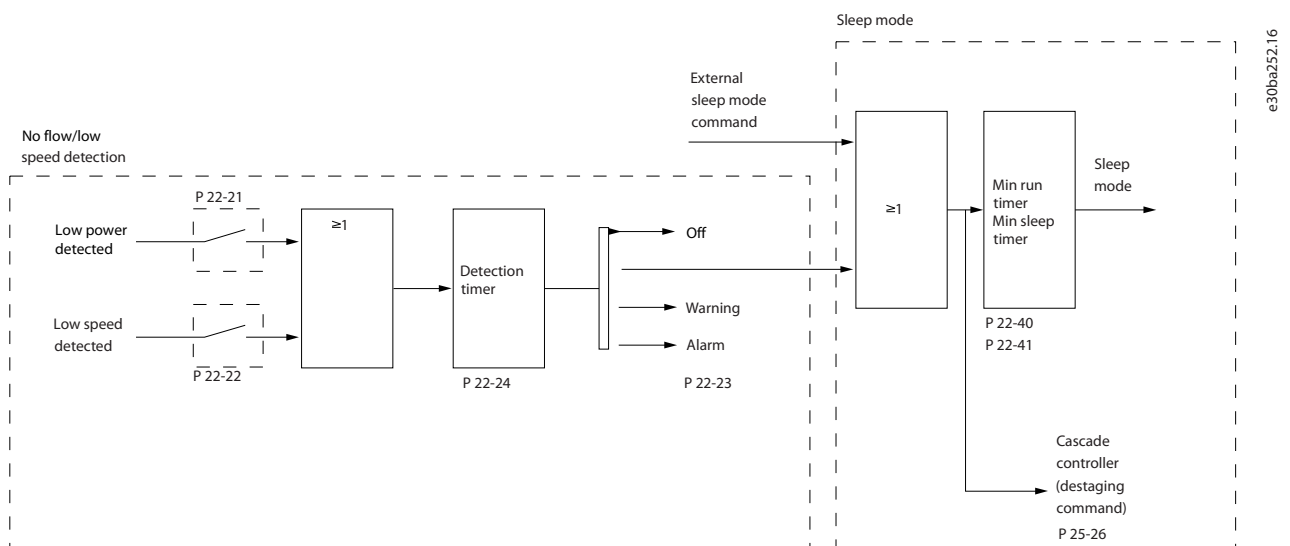 Sleep mode
e30ba252.16
External
sleep mode
command
No flow/low
speed detection
P 22-21
Low power
detected
≥1
Low speed
detected
P 22-22
Detection
timer
P 22-24
Off
Warning
Alarm
P 22-23
≥1
Min run
timer
Min sleep
timer
P 22-40
P 22-41
Sleep
mode
Cascade
controller
(destaging
command)
P 25-26